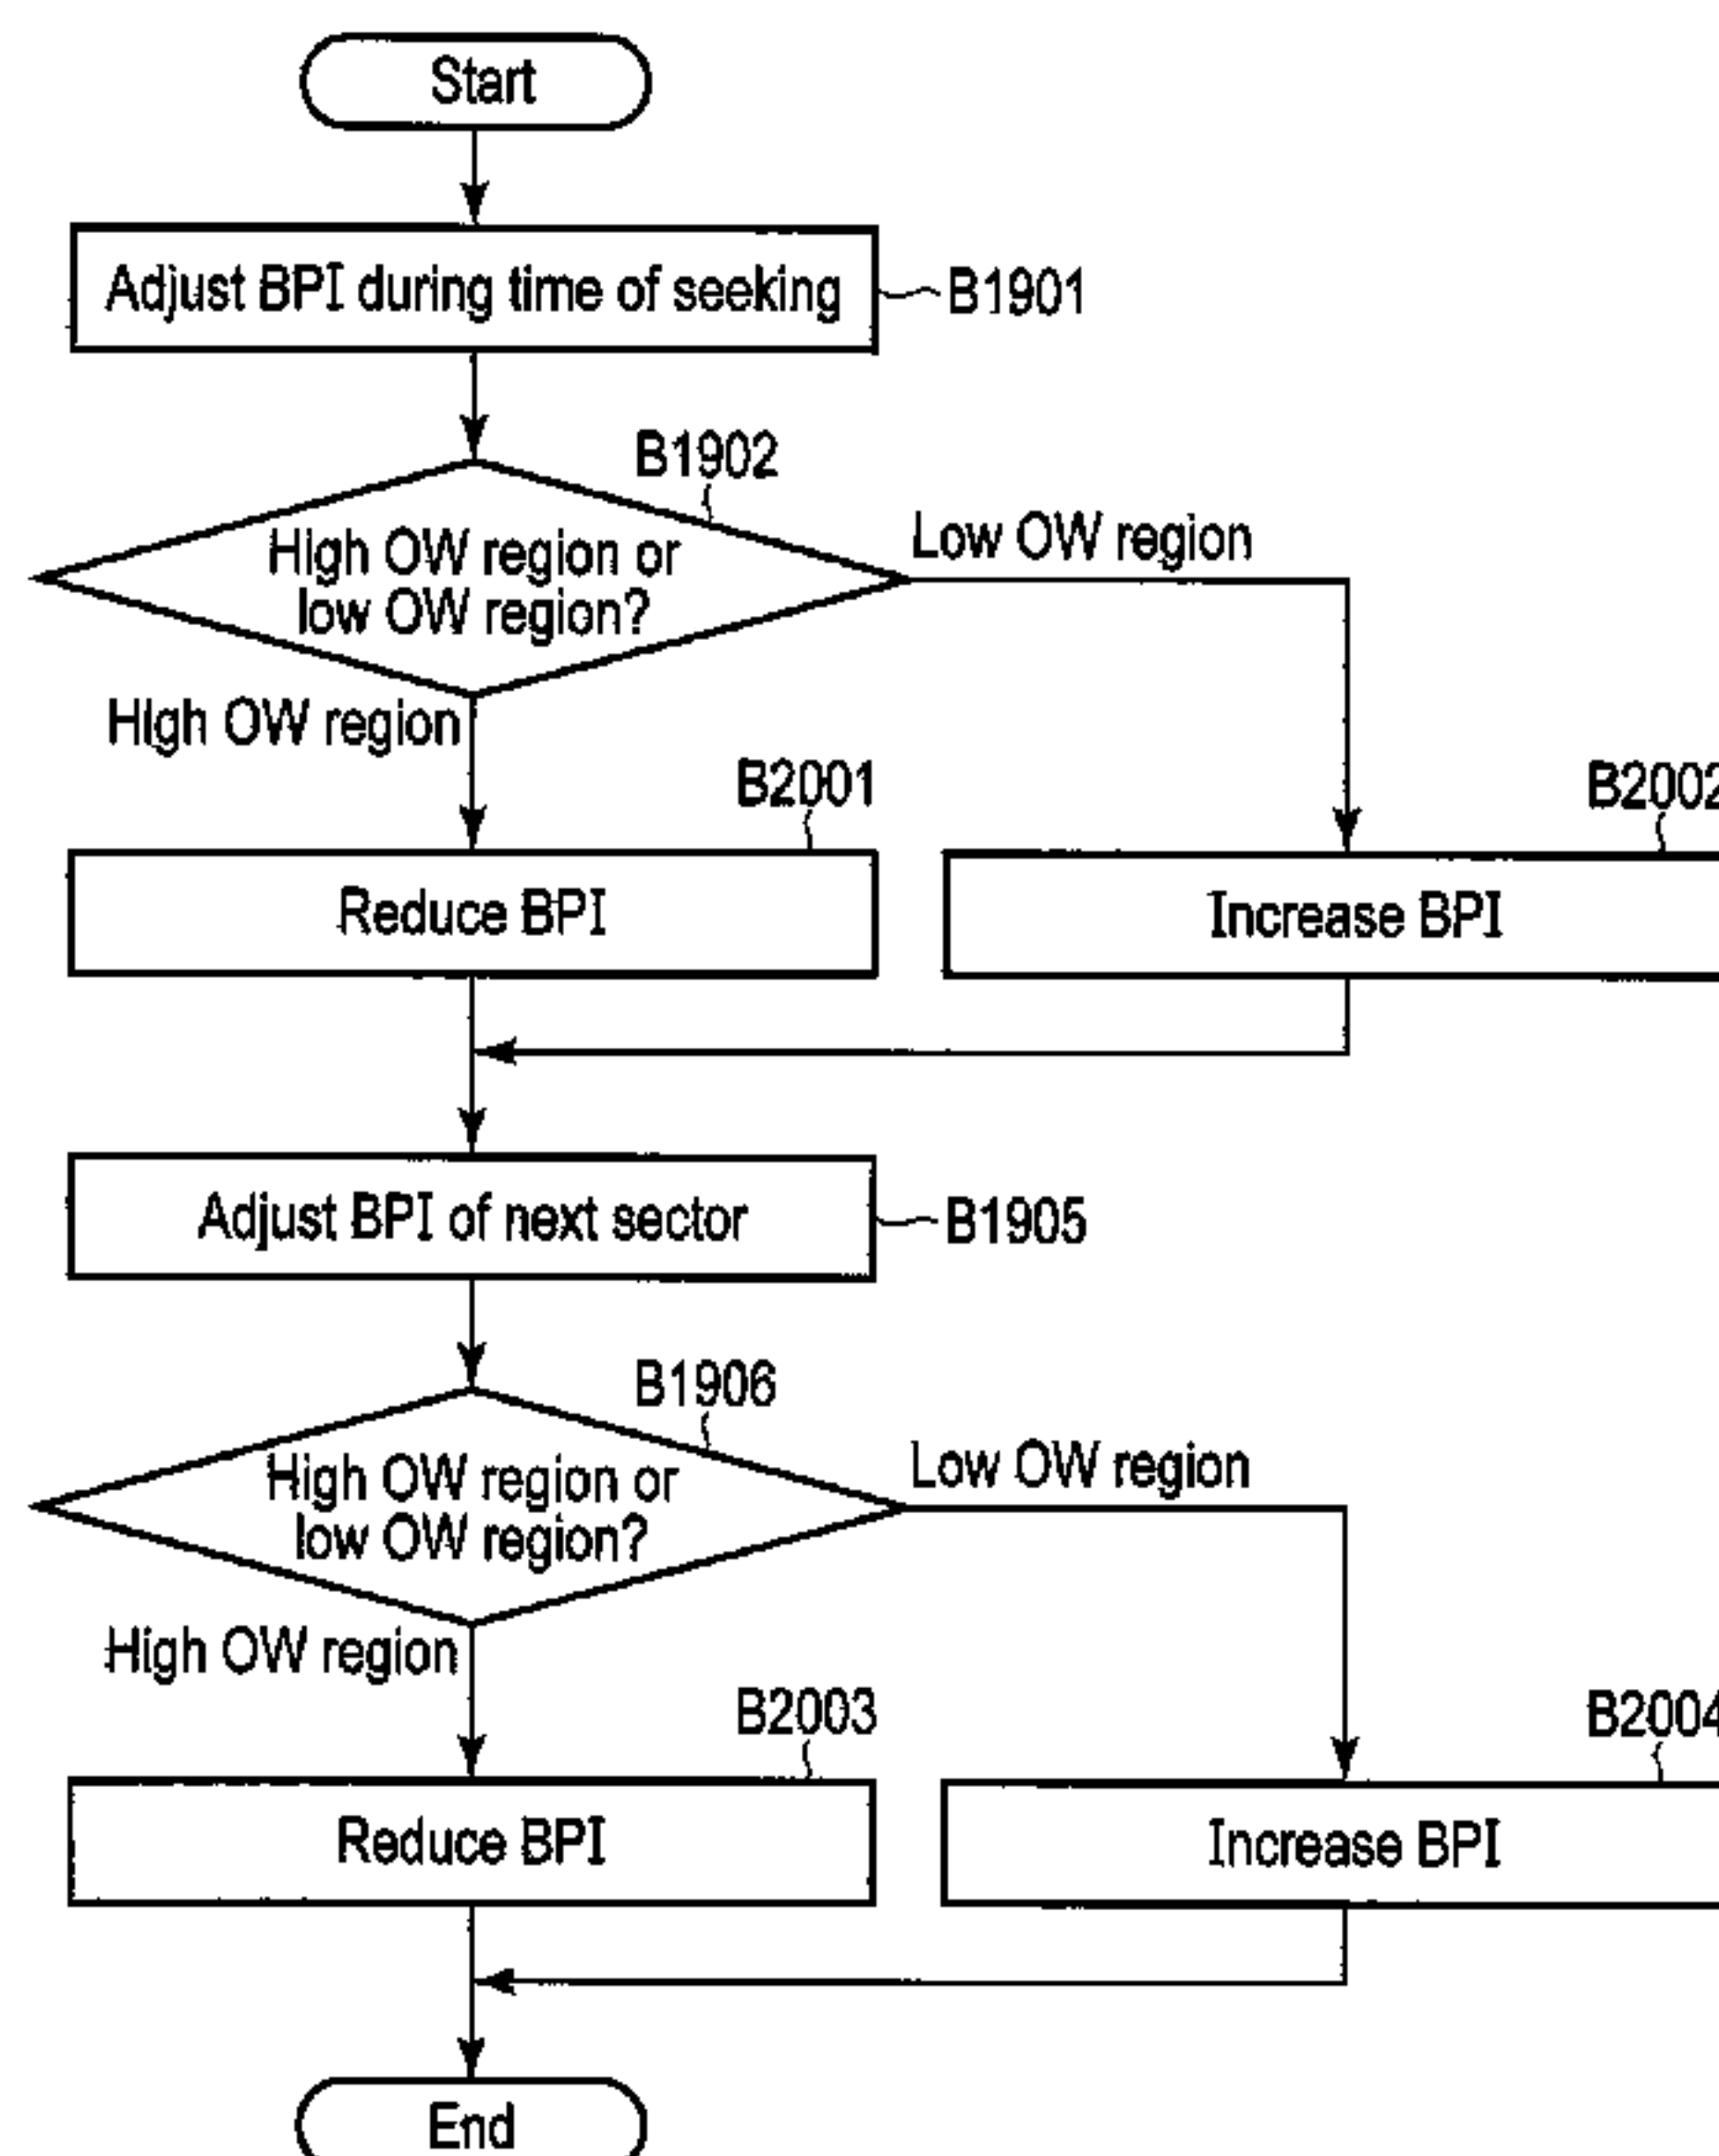 Start
Adjust BPI during time of seeking
B1901
B1902
High OW region or
low OW region?
Low OW region
High OW region
B2001
B2002
Reduce BPI
Increase BPI
Adjust BPI of next sector
B1905
B1906
High OW region or
low OW region?
Low OW region
High OW region
B2003
B2004
Reduce BPI
Increase BPI
End